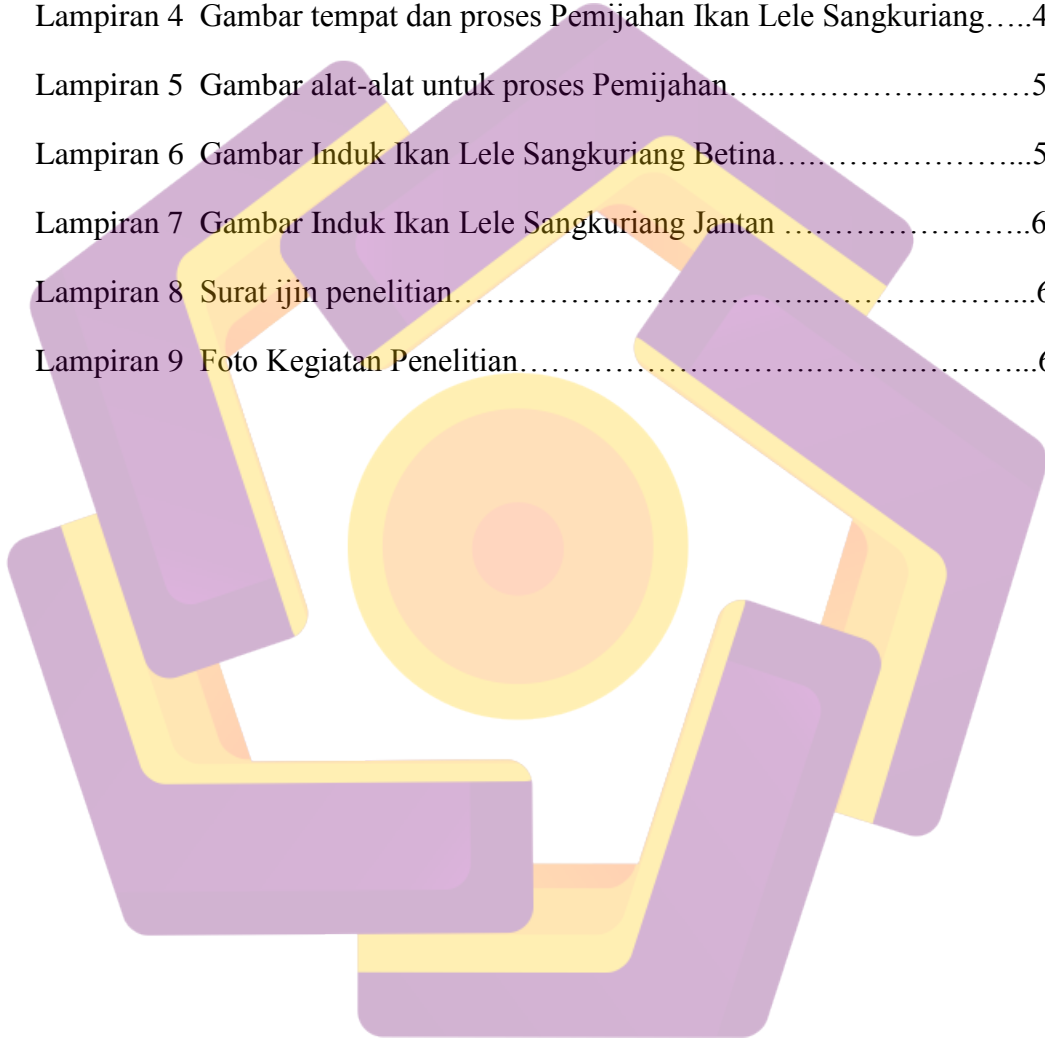 Lampiran 4 Gambar tempat dan proses Pemijahan Ikan Lele Sangkuriang…..4
Lampiran 5 Gambar alat-alat untuk proses Pemijahan…..……………………5
Lampiran 6 Gambar Induk Ikan Lele Sangkuriang Betina…………………...5
Lampiran 7 Gambar Induk Ikan Lele Sangkuriang Jantan …………………..6
Lampiran 8 Surat ijin penelitian……………………………..………………...6
Lampiran 9 Foto Kegiatan Penelitian…………………………..…………...6